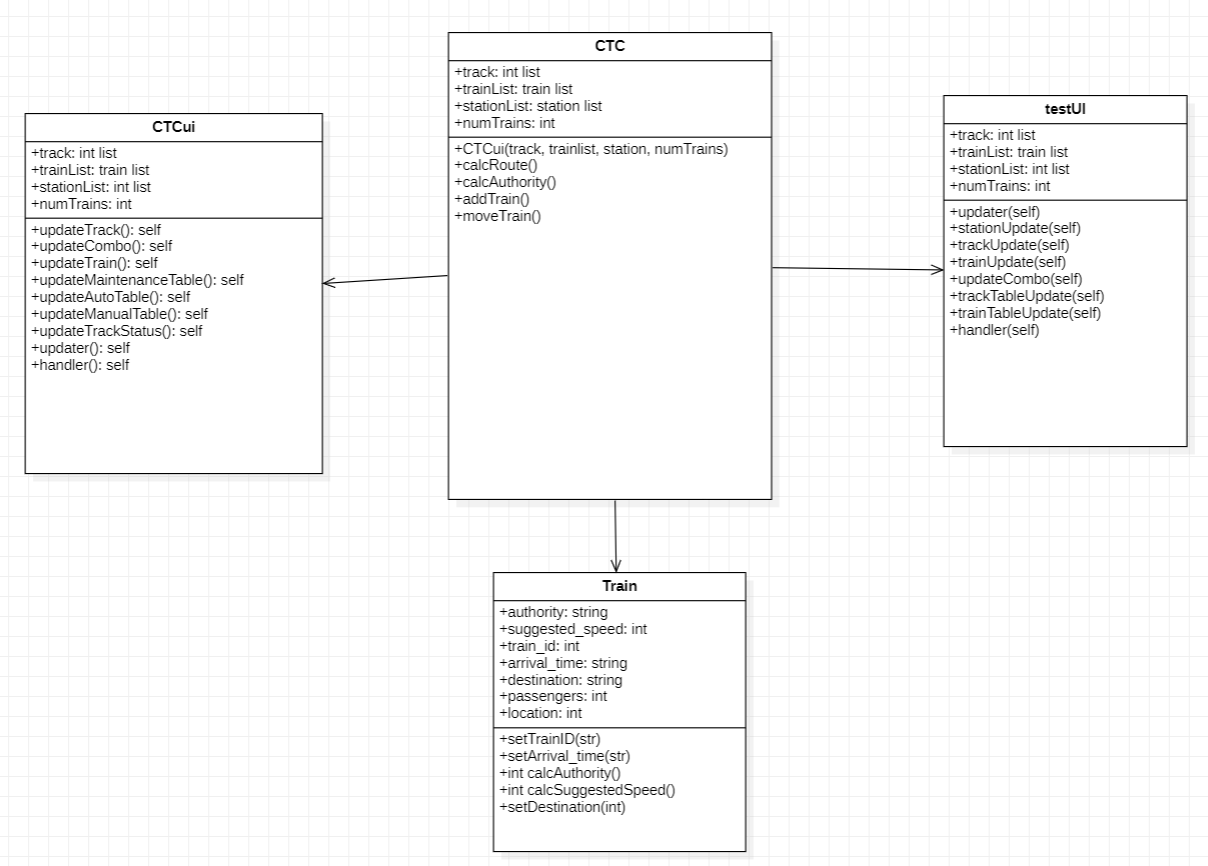 CTC
+track: int list
+trainList: train list
+stationList: station list
+numTrains: int
+CTCui(track, trainlist, station, numTrains)
+calcRoute()
+calcAuthority()
+addTrain()
+moveTrain()
CTCui
+track: int list
+trainList: train list
+stationList: int list
+numTrains: int
+updateTrack(): self
+updateCombo(): self
+updateTrain(): self
+updateMaintenanceTable(): self
+updateAutoTable(): self
+updateManualTable(): self
+updateTrackStatus(): self
+updater(): self
+handler(): self
testUI
+track: int list
+trainList: train list
+stationList: int list
+numTrains: int
+updater(self)
+stationUpdate(self)
+trackUpdate(self)
+trainUpdate(self)
+updateCombo(self)
+trackTableUpdate(self)
+trainTableUpdate(self)
+handler(self)
Train
+authority: string
+suggested_speed: int
+train_id: int
+arrival_time: string
+destination: string
+passengers: int
+location: int
+setTrainID(str)
+setArrival_time(str)
+int calcAuthority()
+int calcSuggestedSpeed()
+setDestination(int)